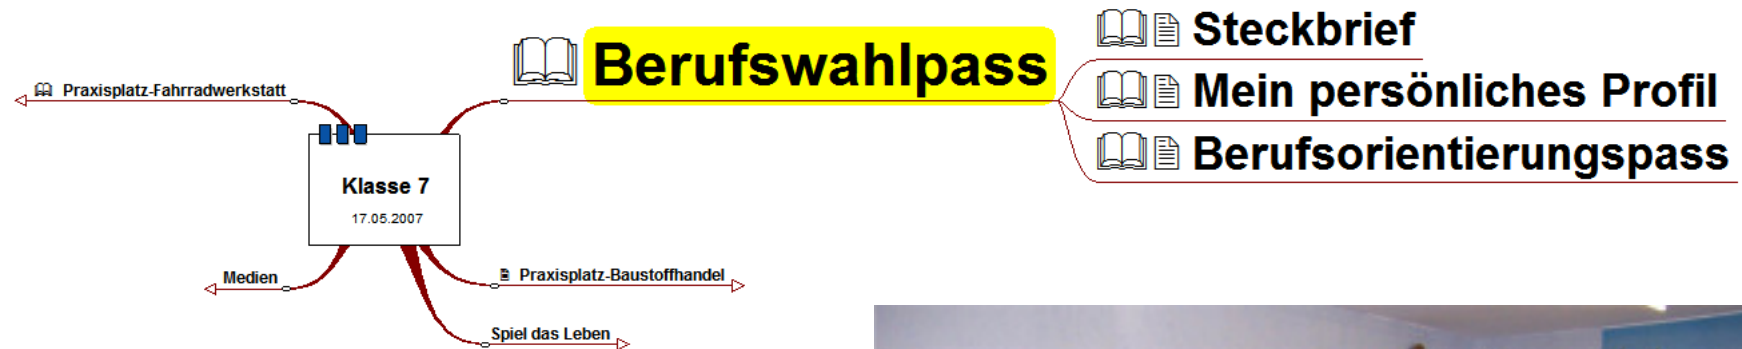 Berufswahlpass
Steckbrief
Mein persönliches Profil
Berufsorientierungspass
Praxisplatz-Fahrradwerkstatt
Klasse 7
17.05.2007
Medien
Praxisplatz-Baustoffhandel
Spiel das Leben